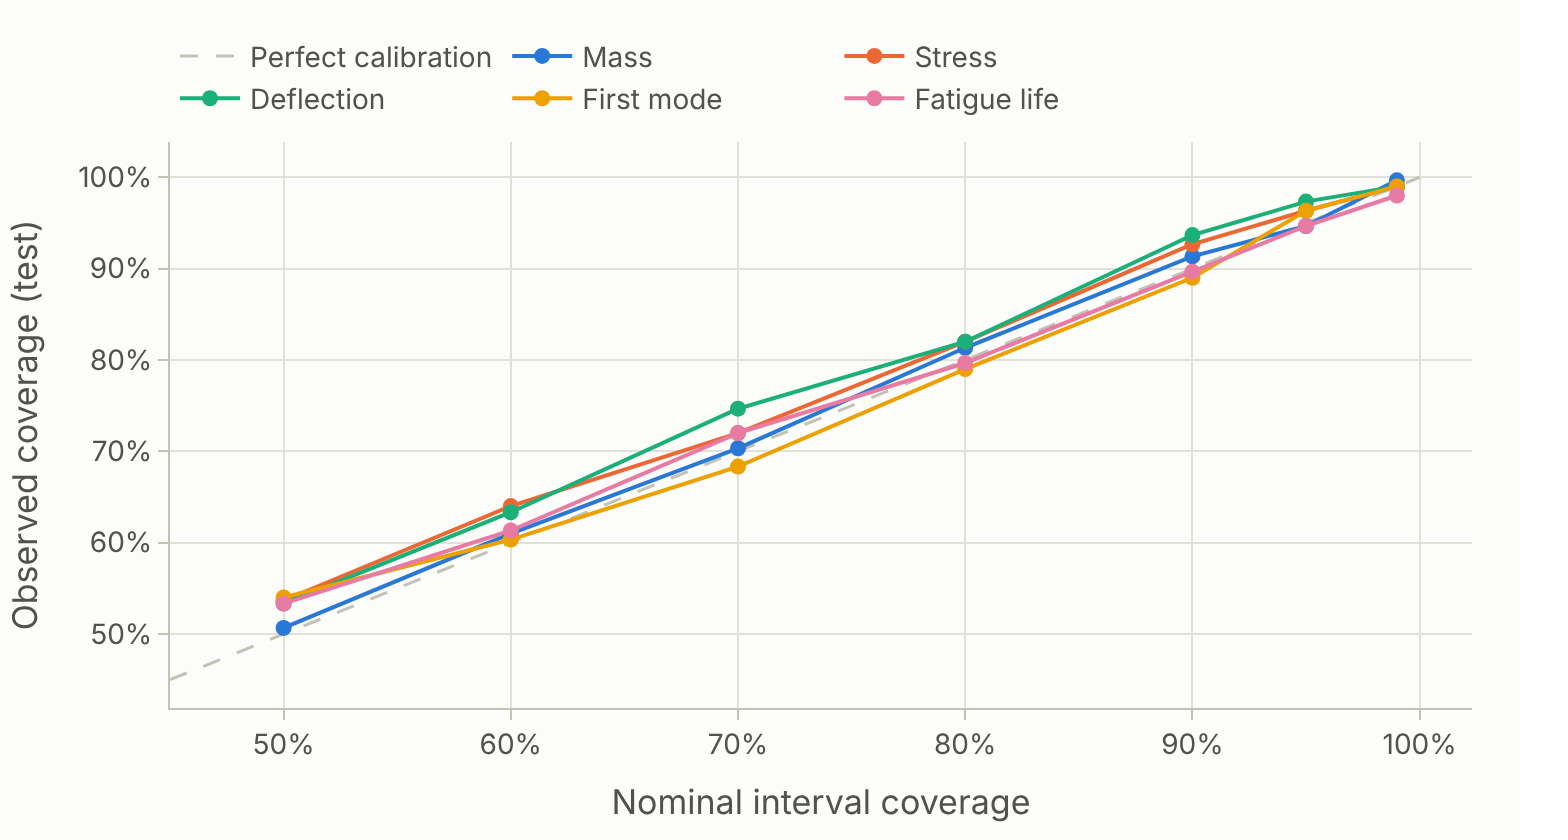 Perfect calibration Mass Stress
Deflection First mode Fatigue life
Observed coverage (test)
100%
90%
80%
70%
60%
50%
50% 60% 70% 80% 90% 100%
Nominal interval coverage